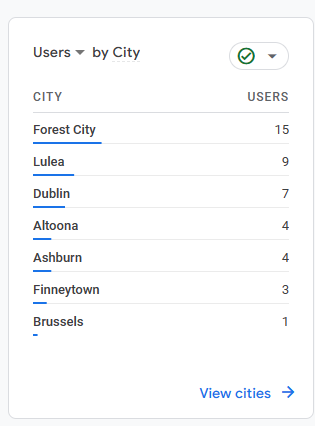 Users by City
CITY USERS
Forest City 15
Lulea 9
Dublin 7
Altoona 4
Ashburn 4
Finneytown 3
Brussels 1
View cities